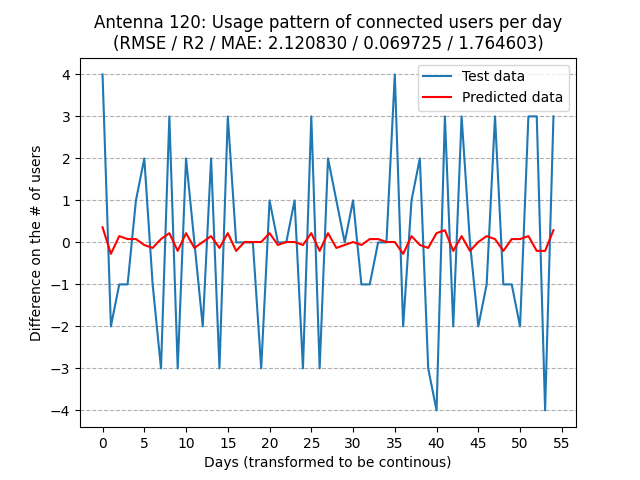 Antenna 120: Usage pattern of connected users per day
(RMSE / R2 / MAE: 2.120830 / 0.069725 / 1.764603)
Test data
Predicted data
Difference on the # of users
4
3
2
1
0
−1
−2
−3
−4
0 5 10 15 20 25 30 35 40 45 50 55
Days (transformed to be continous)